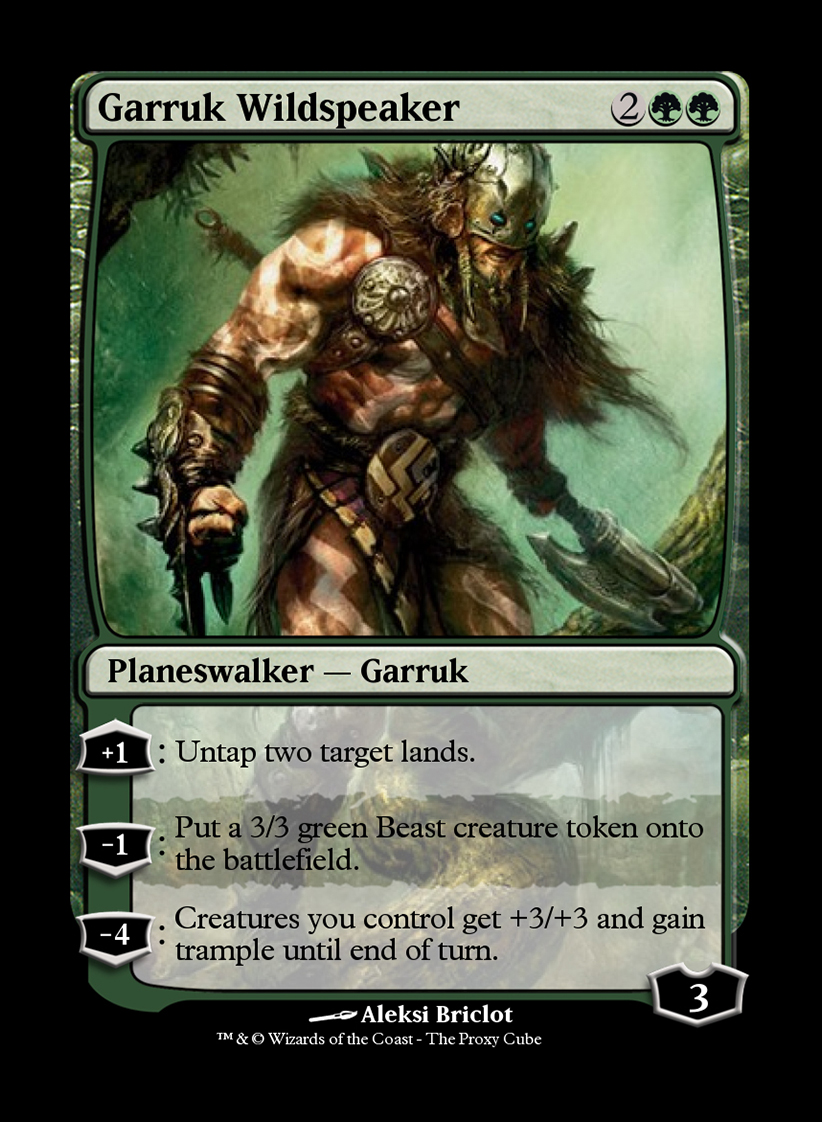 Garruk Wildspeaker 2
Planeswalker — Garruk
+1 : Untap two target lands.
-1 : Put a 3/3 green Beast creature token onto
the battlefield.
-4 : Creatures you control get +3/+3 and gain
trample until end of turn.
3
Aleksi Briclot
™ & © Wizards of the Coast - The Proxy Cube